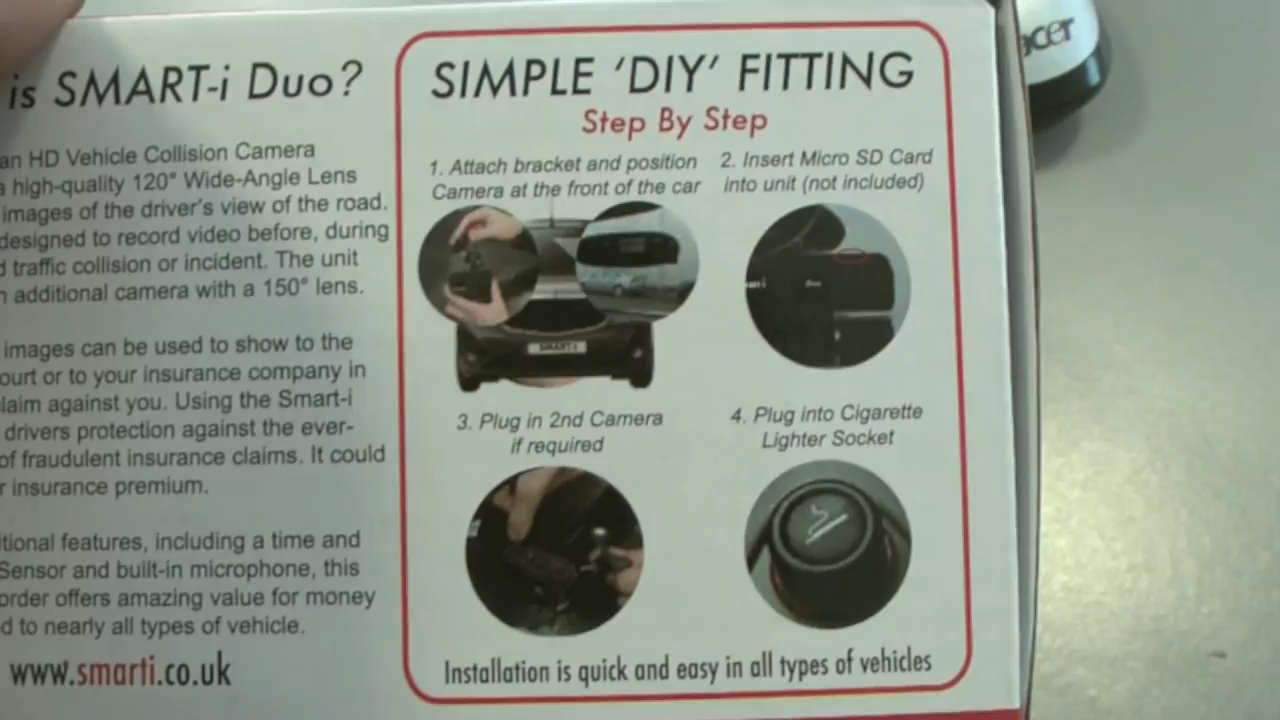 is SMART-i Duo?
an HD Vehicle Collision Camera
a high-quality 120° Wide-Angle Lens
images of the driver's view of the road.
designed to record video before, during
d traffic collision or incident. The unit
n additional camera with a 150° lens.
images can be used to show to the
ourt or to your insurance company in
laim against you. Using the Smart-i
drivers protection against the ever-
of fraudulent insurance claims. It could
r insurance premium.
itional features, including a time and
Sensor and built-in microphone, this
order offers amazing value for money
d to nearly all types of vehicle.
www.smarti.co.uk
SIMPLE 'DIY' FITTING
Step By Step
1. Attach bracket and position
Camera at the front of the car
2. Insert Micro SD Card
into unit (not included)
SMART-i
3. Plug in 2nd Camera
if required
4. Plug into Cigarette
Lighter Socket
Installation is quick and easy in all types of vehicles
acer